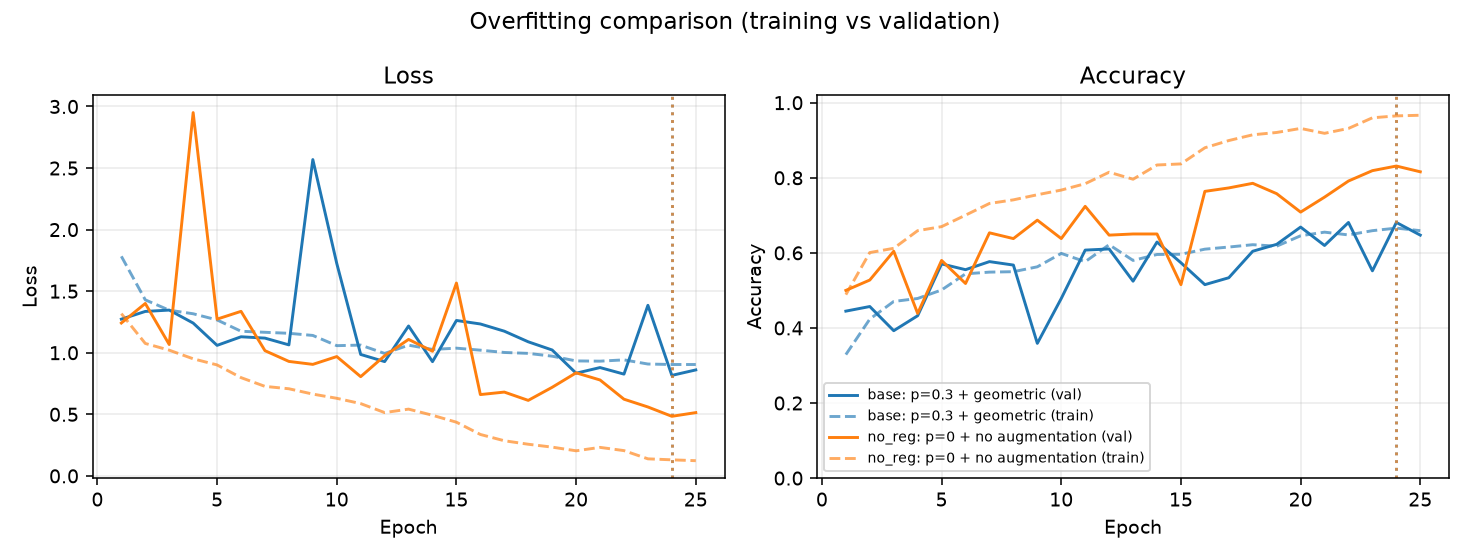 Overfitting comparison (training vs validation)
Loss
3.0
2.5
2.0
1.5
1.0
0.5
0.0
Loss
0
5
10
15
20
25
Epoch
Accuracy
1.0
0.8
0.6
0.4
0.2
0.0
Accuracy
base: p=0.3 + geometric (val)
base: p=0.3 + geometric (train)
no_reg: p=0 + no augmentation (val)
no_reg: p=0 + no augmentation (train)
0
5
10
15
20
25
Epoch